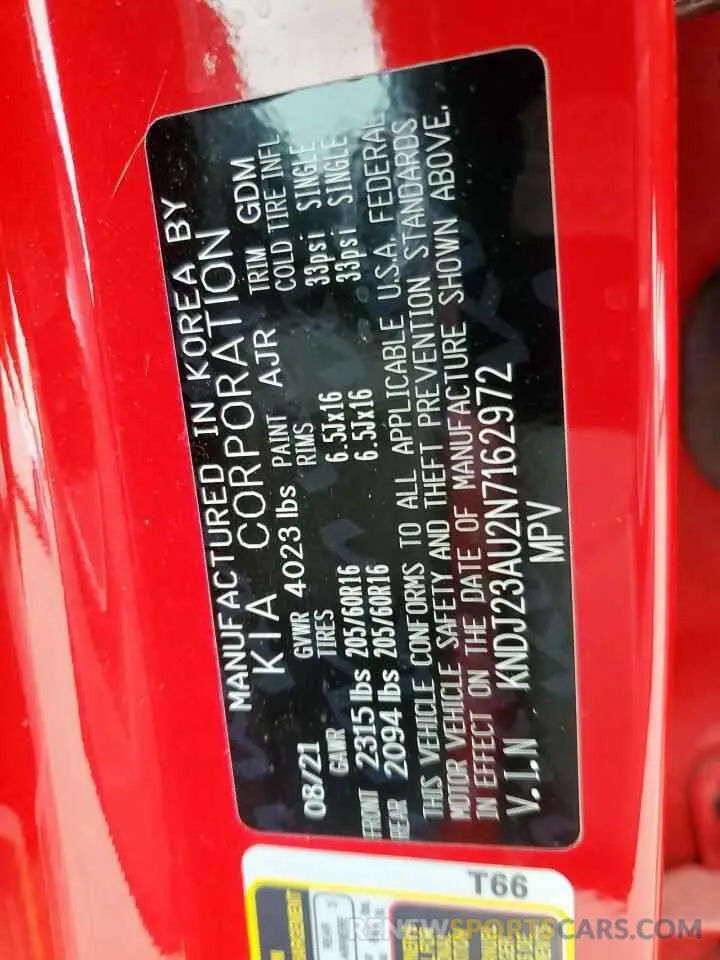 MANUFACTURED IN KOREA BY
KIA CORPORATION
08/21 GVWR 4023 lbs PAINT AJR TRIM GDM
GAWR TIRES RIMS COLD TIRE INFL
FRONT 2315 lbs 205/60R16 6.5Jx16 33psi SINGLE
REAR 2094 lbs 205/60R16 6.5Jx16 33psi SINGLE
THIS VEHICLE CONFORMS TO ALL APPLICABLE U.S.A. FEDERAL
MOTOR VEHICLE SAFETY AND THEFT PREVENTION STANDARDS
IN EFFECT ON THE DATE OF MANUFACTURE SHOWN ABOVE.
V.I.N KNDJ23AU2N7162972
MPV
T66
RENEWSPORTSCARS.COM